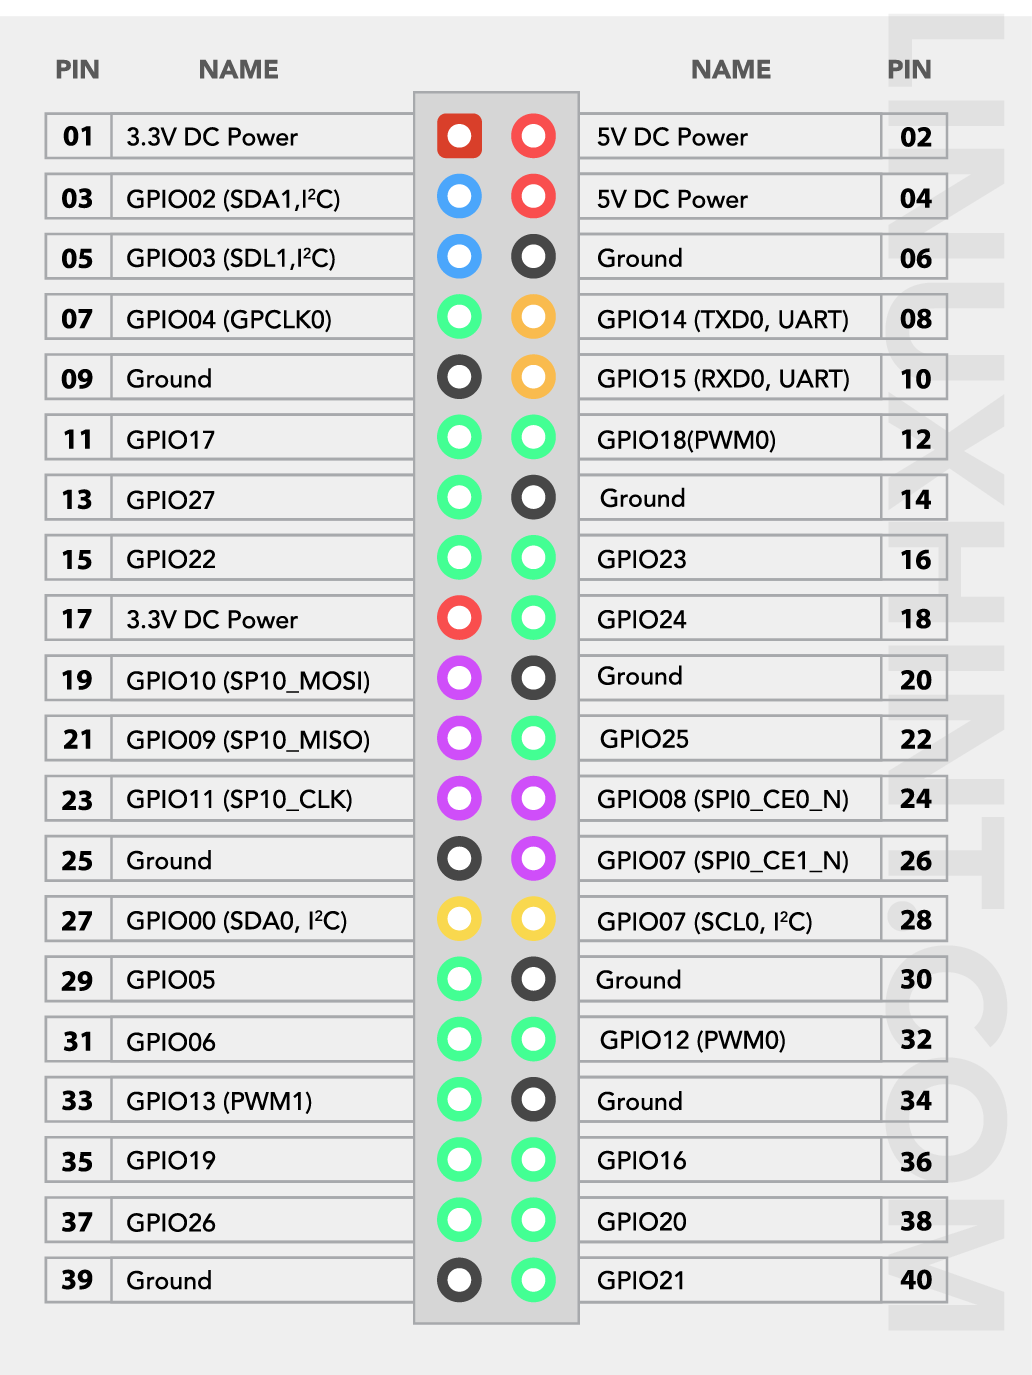 PIN NAME NAME PIN
01 3.3V DC Power 5V DC Power 02
03 GPIO02 (SDA1,I²C) 5V DC Power 04
05 GPIO03 (SDL1,I²C) Ground 06
07 GPIO04 (GPCLK0) GPIO14 (TXD0, UART) 08
09 Ground GPIO15 (RXD0, UART) 10
11 GPIO17 GPIO18(PWM0) 12
13 GPIO27 Ground 14
15 GPIO22 GPIO23 16
17 3.3V DC Power GPIO24 18
19 GPIO10 (SP10_MOSI) Ground 20
21 GPIO09 (SP10_MISO) GPIO25 22
23 GPIO11 (SP10_CLK) GPIO08 (SPI0_CE0_N) 24
25 Ground GPIO07 (SPI0_CE1_N) 26
27 GPIO00 (SDA0, I²C) GPIO07 (SCL0, I²C) 28
29 GPIO05 Ground 30
31 GPIO06 GPIO12 (PWM0) 32
33 GPIO13 (PWM1) Ground 34
35 GPIO19 GPIO16 36
37 GPIO26 GPIO20 38
39 Ground GPIO21 40
LINUXHINT.COM